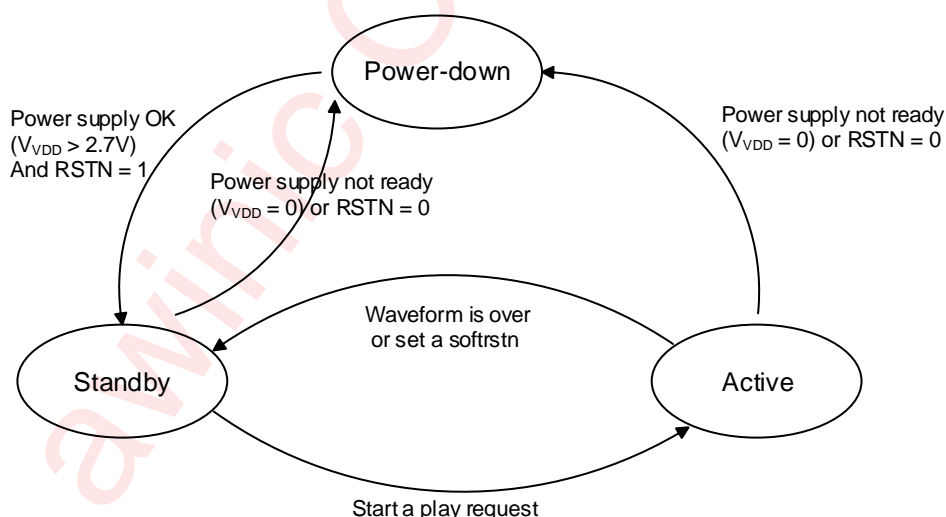 Power-down
Power supply OK
(VVDD > 2.7V)
And RSTN = 1
Power supply not ready
(VVDD = 0) or RSTN = 0
Power supply not ready
(VVDD = 0) or RSTN = 0
Waveform is over
or set a softrstn
Standby
Active
Start a play request
awinic